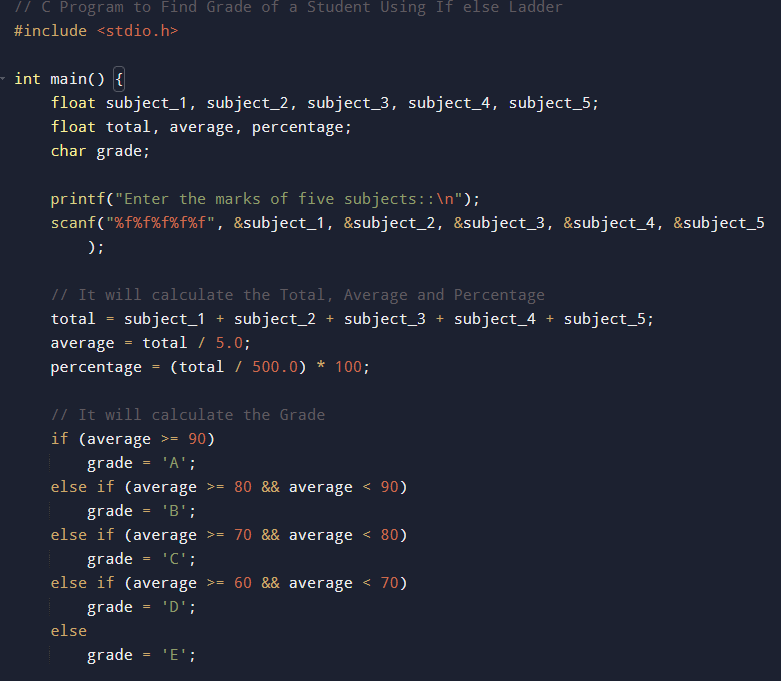 // C Program to Find Grade of a Student Using If else Ladder
#include <stdio.h>
int main() {
float subject_1, subject_2, subject_3, subject_4, subject_5;
float total, average, percentage;
char grade;
printf("Enter the marks of five subjects::\n");
scanf("%f%f%f%f%f", &subject_1, &subject_2, &subject_3, &subject_4, &subject_5
);
// It will calculate the Total, Average and Percentage
total = subject_1 + subject_2 + subject_3 + subject_4 + subject_5;
average = total / 5.0;
percentage = (total / 500.0) * 100;
// It will calculate the Grade
if (average >= 90)
grade = 'A';
else if (average >= 80 && average < 90)
grade = 'B';
else if (average >= 70 && average < 80)
grade = 'C';
else if (average >= 60 && average < 70)
grade = 'D';
else
grade = 'E';